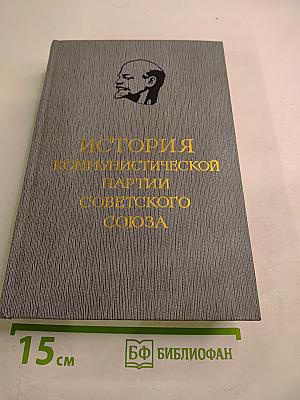 ИСТОРИЯ
КОММУНИСТИЧЕСКОЙ
ПАРТИИ
СОВЕТСКОГО
СОЮЗА
15 см
БФ БИБЛИОФАН